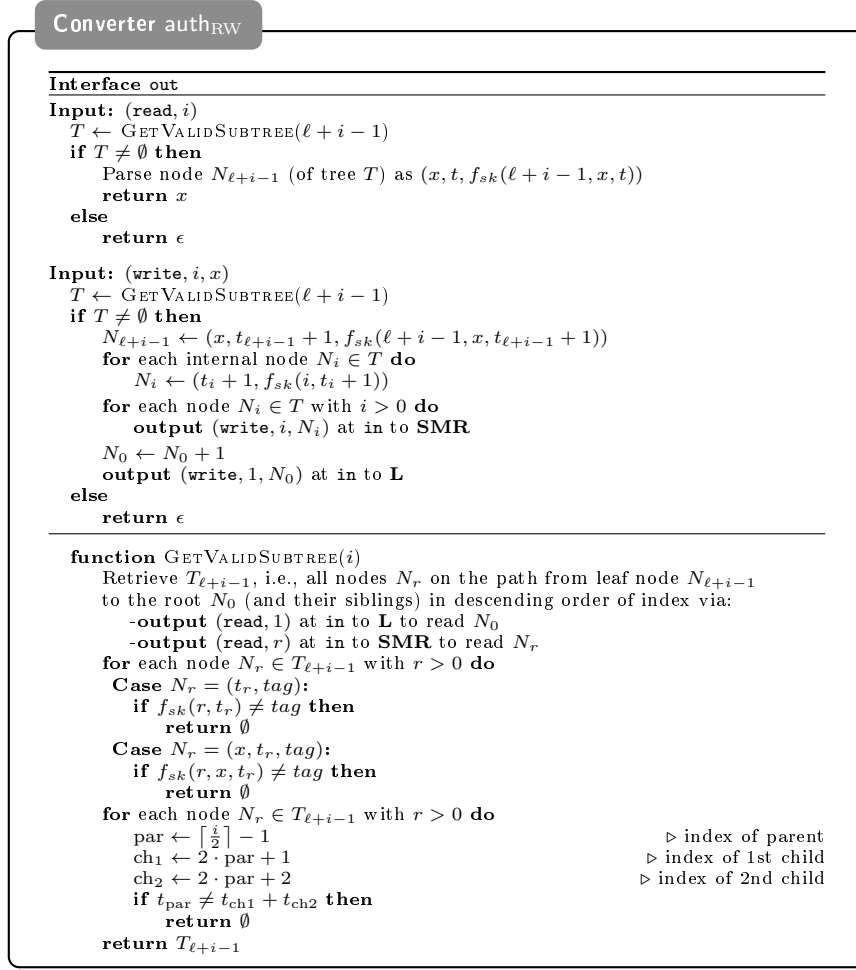 Converter auth_RW
Interface out
Input: (read, i)
T ← GetValidSubtree(ℓ + i − 1)
if T ≠ ∅ then
Parse node N_{ℓ+i−1} (of tree T) as (x, t, f_{sk}(ℓ + i − 1, x, t))
return x
else
return ϵ
Input: (write, i, x)
T ← GetValidSubtree(ℓ + i − 1)
if T ≠ ∅ then
N_{ℓ+i−1} ← (x, t_{ℓ+i−1} + 1, f_{sk}(ℓ + i − 1, x, t_{ℓ+i−1} + 1))
for each internal node N_i ∈ T do
N_i ← (t_i + 1, f_{sk}(i, t_i + 1))
for each node N_i ∈ T with i > 0 do
output (write, i, N_i) at in to SMR
N_0 ← N_0 + 1
output (write, 1, N_0) at in to L
else
return ϵ
function GetValidSubtree(i)
Retrieve T_{ℓ+i−1}, i.e., all nodes N_r on the path from leaf node N_{ℓ+i−1}
to the root N_0 (and their siblings) in descending order of index via:
-output (read, 1) at in to L to read N_0
-output (read, r) at in to SMR to read N_r
for each node N_r ∈ T_{ℓ+i−1} with r > 0 do
Case N_r = (t_r, tag):
if f_{sk}(r, t_r) ≠ tag then
return ∅
Case N_r = (x, t_r, tag):
if f_{sk}(r, x, t_r) ≠ tag then
return ∅
for each node N_r ∈ T_{ℓ+i−1} with r > 0 do
par ← ⌈i/2⌉ − 1 ▷ index of parent
ch_1 ← 2 · par + 1 ▷ index of 1st child
ch_2 ← 2 · par + 2 ▷ index of 2nd child
if t_par ≠ t_ch1 + t_ch2 then
return ∅
return T_{ℓ+i−1}